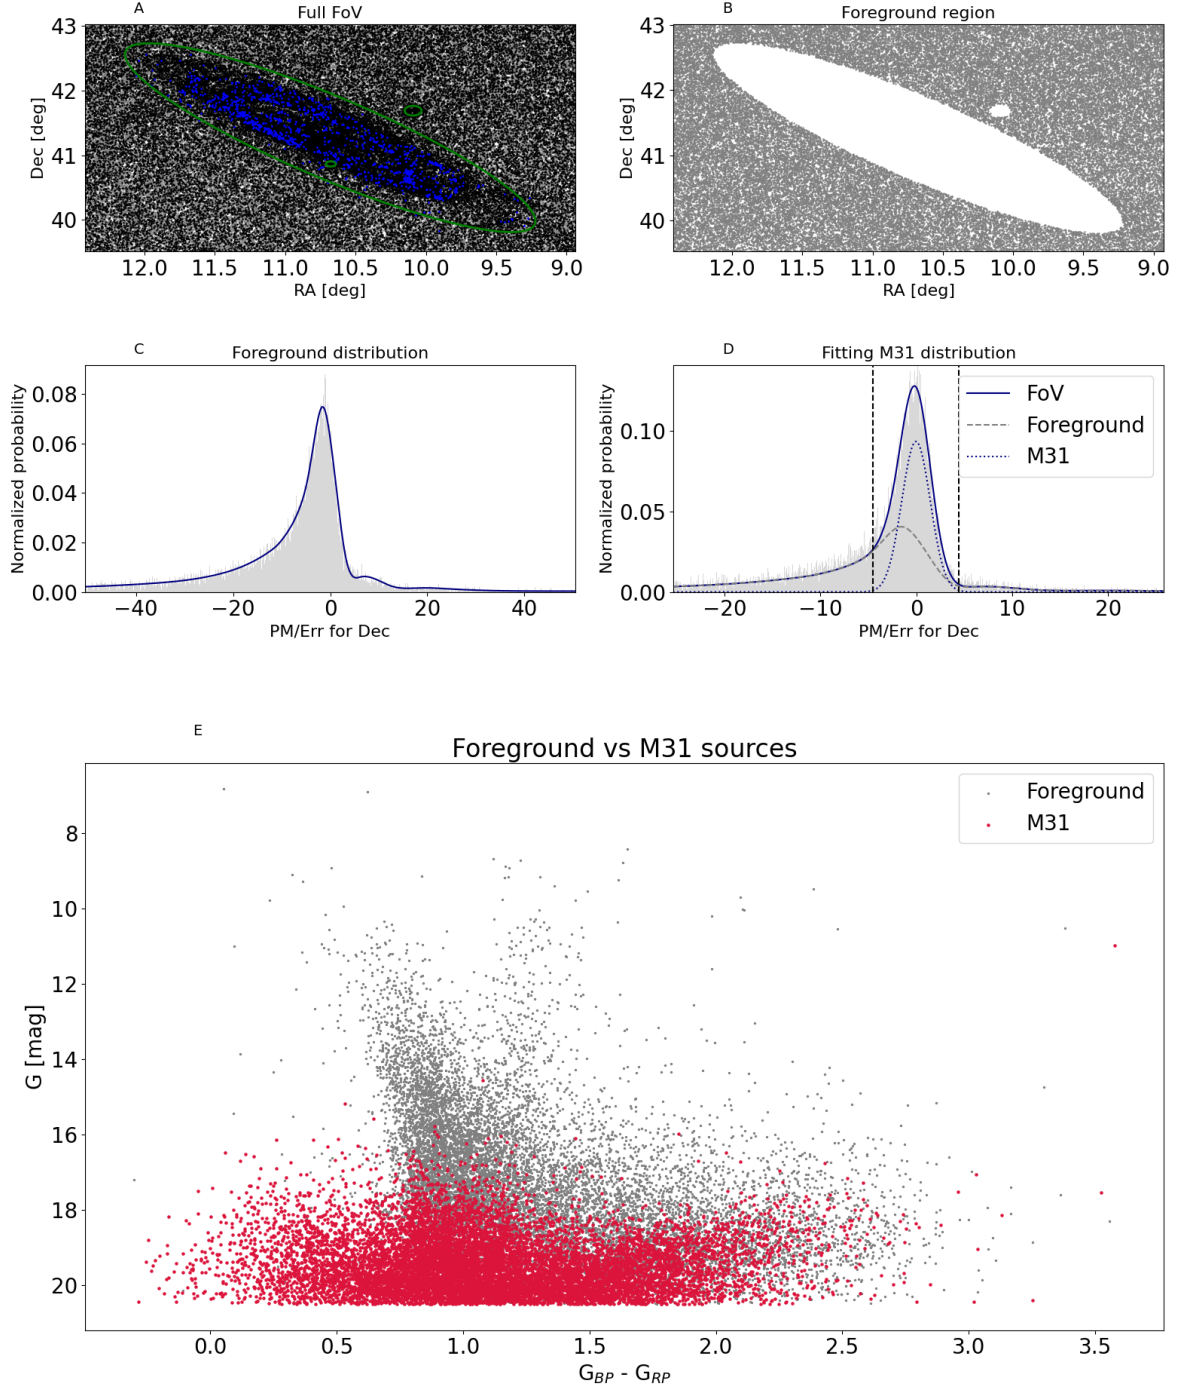 A
Full FoV
43
42
41
40
Dec [deg]
12.0 11.5 11.0 10.5 10.0 9.5 9.0
RA [deg]
B
Foreground region
43
42
41
40
Dec [deg]
12.0 11.5 11.0 10.5 10.0 9.5 9.0
RA [deg]
C
Foreground distribution
0.08
0.06
0.04
0.02
0.00
Normalized probability
−40 −20 0 20 40
PM/Err for Dec
D
Fitting M31 distribution
0.10
0.05
0.00
Normalized probability
FoV
Foreground
M31
−20 −10 0 10 20
PM/Err for Dec
E
Foreground vs M31 sources
8
10
12
14
16
18
20
G [mag]
Foreground
M31
0.0 0.5 1.0 1.5 2.0 2.5 3.0 3.5
G_BP - G_RP